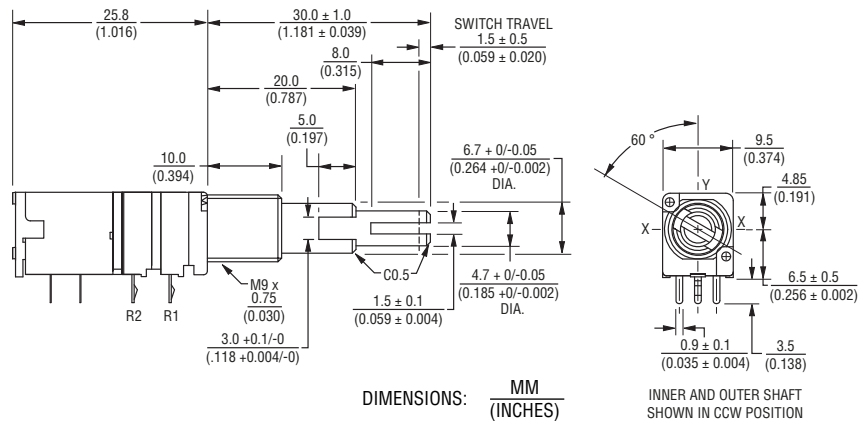 25.8
(1.016)
30.0 ± 1.0
(1.181 ± 0.039)
SWITCH TRAVEL
1.5 ± 0.5
(0.059 ± 0.020)
8.0
(0.315)
20.0
(0.787)
5.0
(0.197)
10.0
(0.394)
6.7 + 0/-0.05
(0.264 +0/-0.002)
DIA.
60 °
9.5
(0.374)
4.85
(0.191)
Y
X
X
M9 x
0.75
(0.030)
C0.5
4.7 + 0/-0.05
(0.185 +0/-0.002)
DIA.
6.5 ± 0.5
(0.256 ± 0.002)
R2
R1
1.5 ± 0.1
(0.059 ± 0.004)
3.0 +0.1/-0
(.118 +0.004/-0)
0.9 ± 0.1
(0.035 ± 0.004)
3.5
(0.138)
DIMENSIONS: MM
(INCHES)
INNER AND OUTER SHAFT
SHOWN IN CCW POSITION